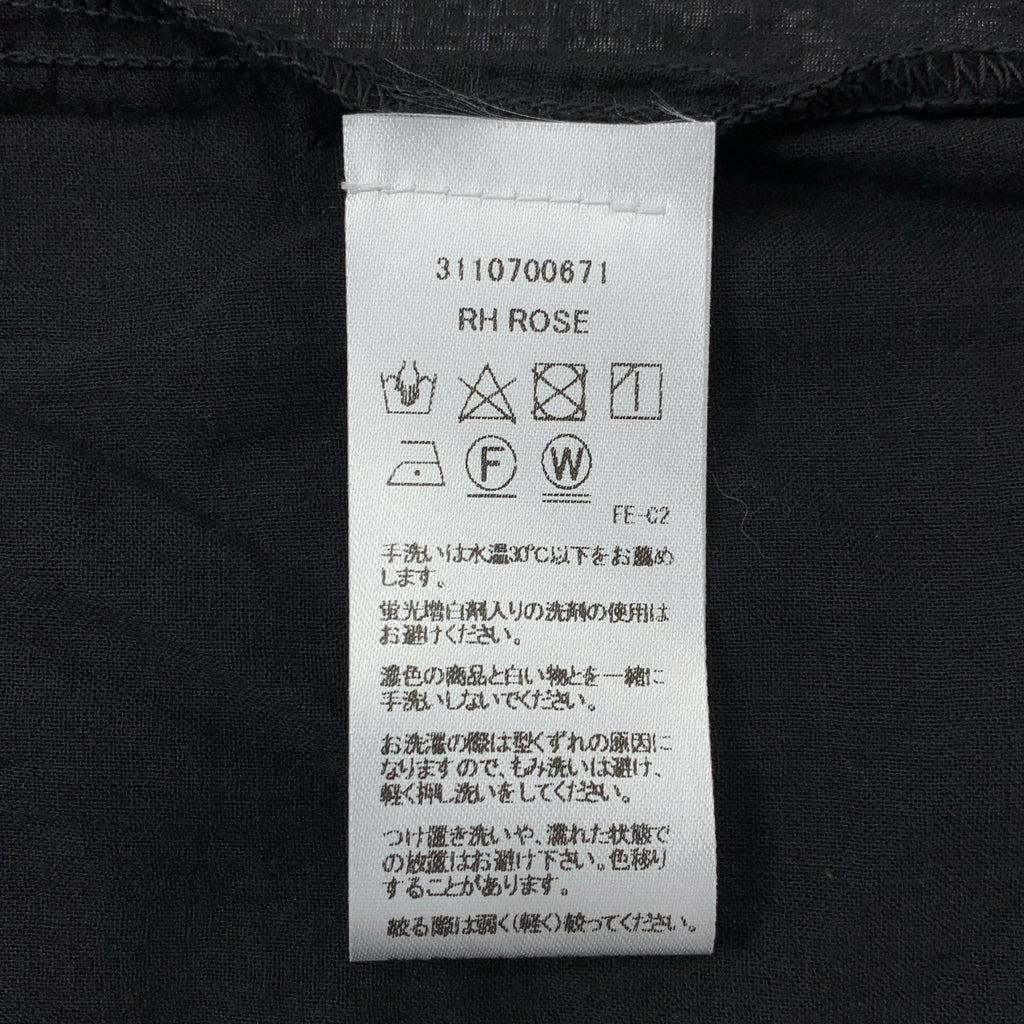 3110700671
RH ROSE
F W
FE-C2
手洗いは水温30℃以下をお薦め
します。
蛍光増白剤入りの洗剤の使用は
お避けください。
濃色の商品と白い物とを一緒に
手洗いしないでください。
お洗濯の際は型くずれの原因に
なりますので、もみ洗いは避け、
軽く押し洗いをしてください。
つけ置き洗いや、濡れた状態で
の放置はお避け下さい。色移り
することがあります。
絞る際は弱く(軽く)絞ってください。